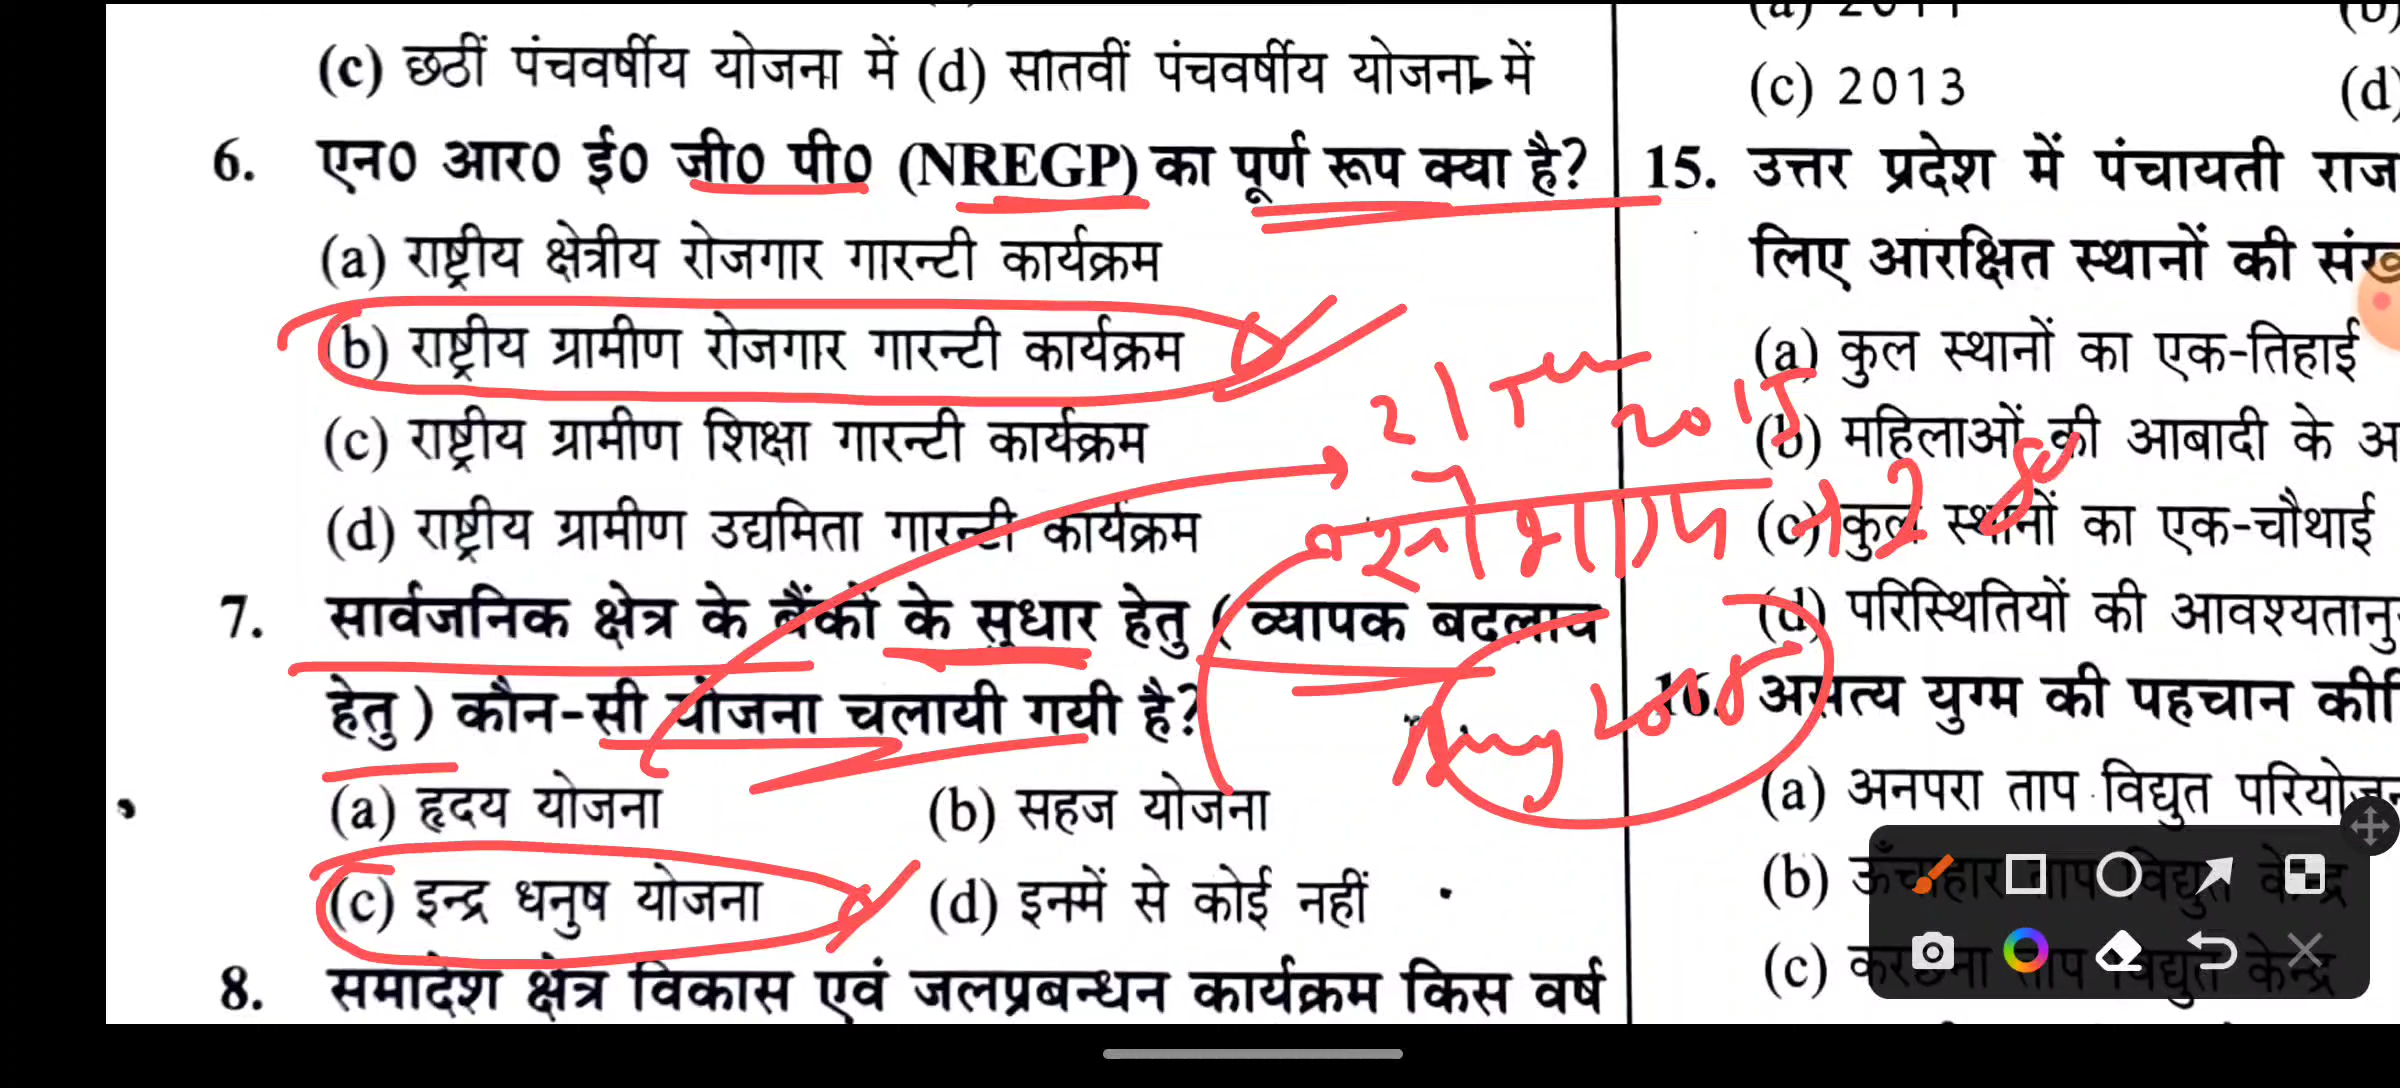 (c) छठीं पंचवर्षीय योजना में (d) सातवीं पंचवर्षीय योजना में
6. एन0 आर0 ई0 जी0 पी0 (NREGP) का पूर्ण रूप क्या है?
(a) राष्ट्रीय क्षेत्रीय रोजगार गारन्टी कार्यक्रम
(b) राष्ट्रीय ग्रामीण रोजगार गारन्टी कार्यक्रम
(c) राष्ट्रीय ग्रामीण शिक्षा गारन्टी कार्यक्रम
(d) राष्ट्रीय ग्रामीण उद्यमिता गारन्टी कार्यक्रम
7. सार्वजनिक क्षेत्र के बैंकों के सुधार हेतु ( व्यापक बदलाव
हेतु ) कौन-सी योजना चलायी गयी है?
(a) हृदय योजना (b) सहज योजना
(c) इन्द्र धनुष योजना (d) इनमें से कोई नहीं
8. समादेश क्षेत्र विकास एवं जलप्रबन्धन कार्यक्रम किस वर्ष
(a) 2011 (b)
(c) 2013 (d)
15. उत्तर प्रदेश में पंचायती राज
लिए आरक्षित स्थानों की
(a) कुल स्थानों का एक-तिहाई
(b) महिलाओं की आबादी के अ
(c) कुल स्थानों का एक-चौथाई
(d) परिस्थितियों की
16. असत्य युग्म की पहचान
(a) अनपरा ताप विद्युत
(b) ऊँचाहार ताप विद्युत केन्द्र
(c) करछना ताप विद्युत केन्द्र
2015